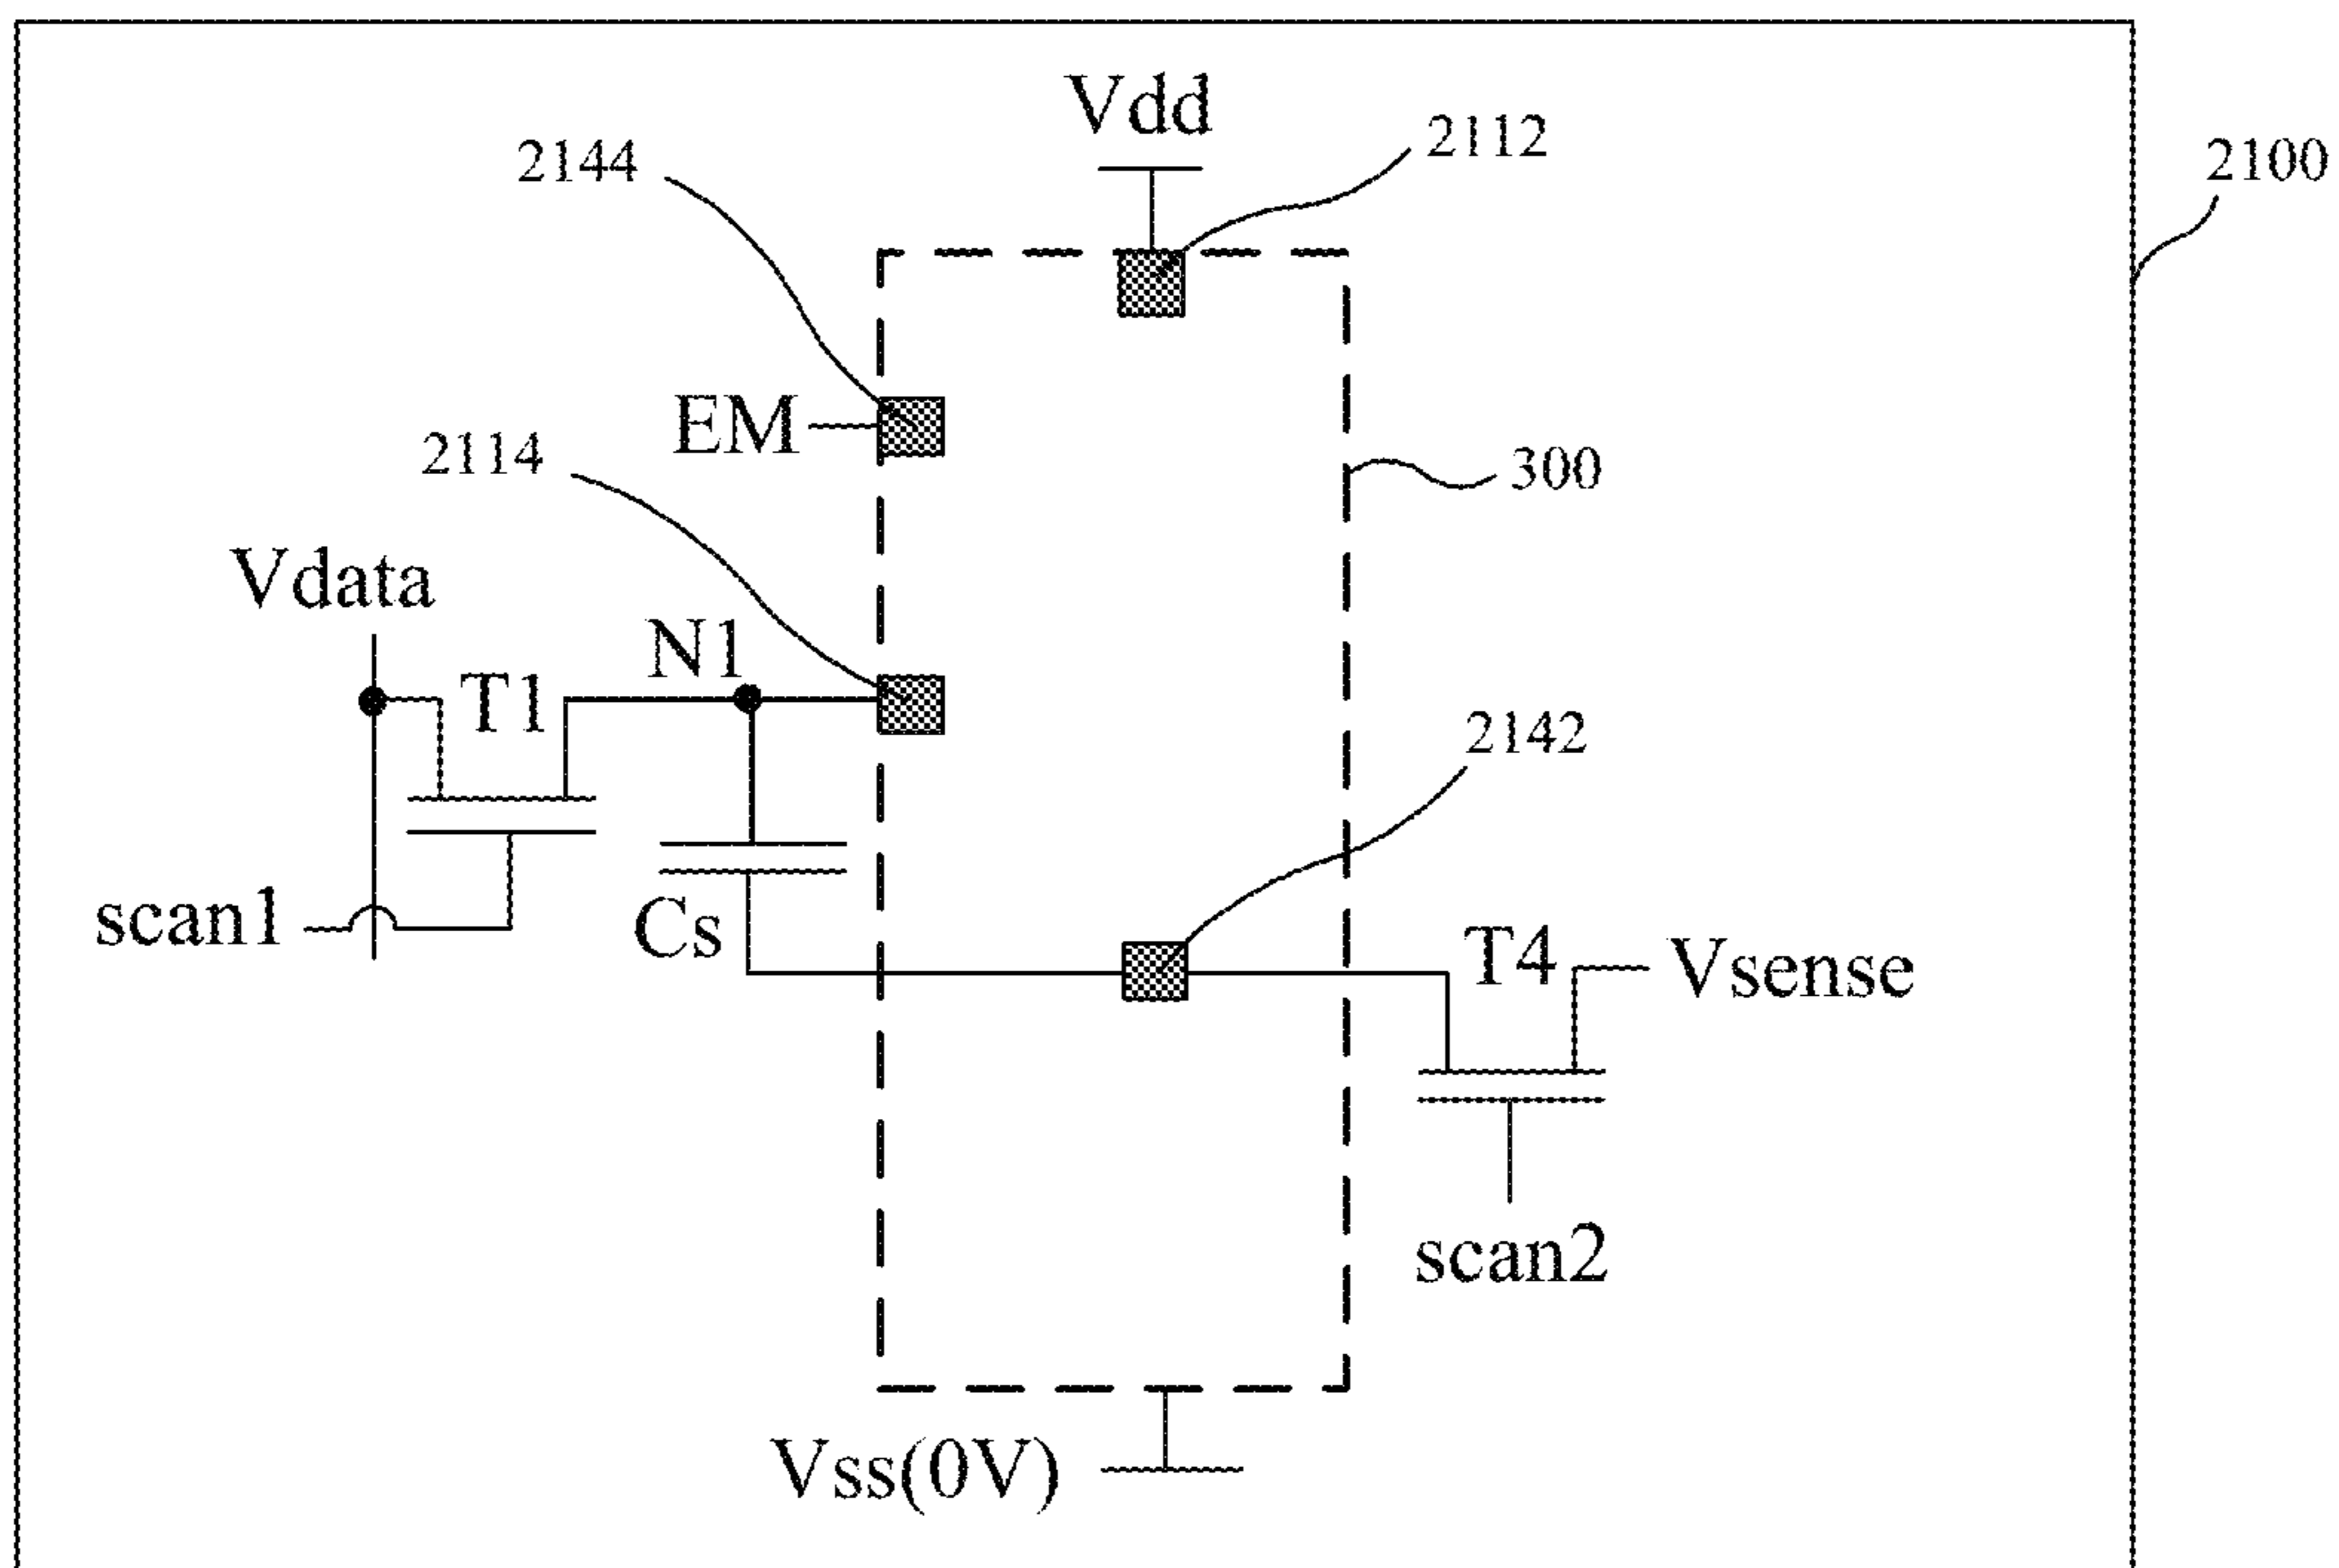 Vdd
2112
2144
2100
EM
2114
300
Vdata
N1
T1
2142
scan1
Cs
T4
Vsense
scan2
Vss(0V)